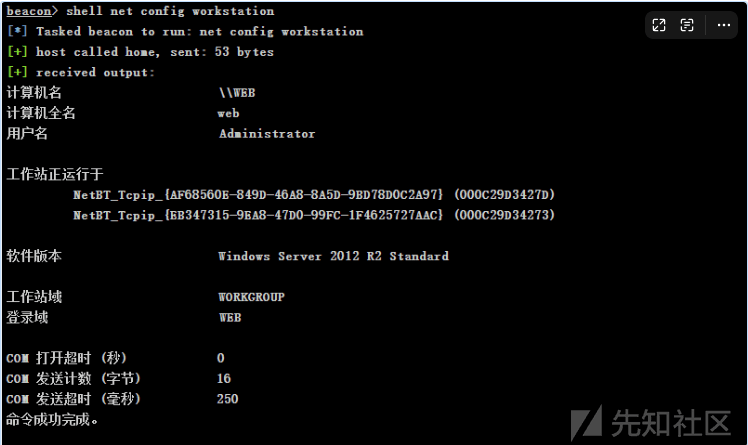 beacon> shell net config workstation
[*] Tasked beacon to run: net config workstation
[+] host called home, sent: 53 bytes
[+] received output:
计算机名 \\WEB
计算机全名 web
用户名 Administrator
工作站正运行于
NetBT_Tcpip_{AF68560E-849D-46A8-8A5D-9BD78D0C2A97} (000C29D3427D)
NetBT_Tcpip_{EB347315-9EA8-47D0-99FC-1F4625727AAC} (000C29D34273)
软件版本 Windows Server 2012 R2 Standard
工作站域 WORKGROUP
登录域 WEB
COM 打开超时 (秒) 0
COM 发送计数 (字节) 16
COM 发送超时 (毫秒) 250
命令成功完成。
先知社区